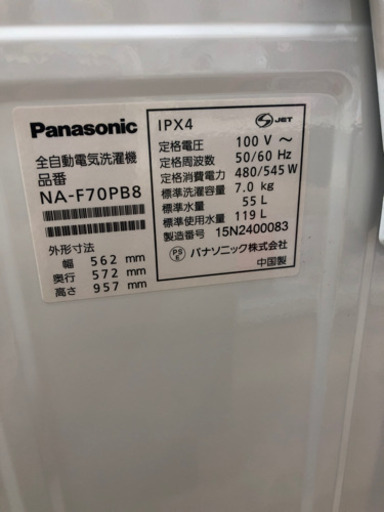 Panasonic
全自動電気洗濯機
品番
NA-F70PB8
外形寸法
幅 562 mm
奥行 572 mm
高さ 957 mm
IPX4
S JET
定格電圧 100 V ～
定格周波数 50/60 Hz
定格消費電力 480/545 W
標準洗濯容量 7.0 kg
標準水量 55 L
標準使用水量 119 L
製造番号 15N2400083
PS E パナソニック株式会社
中国製